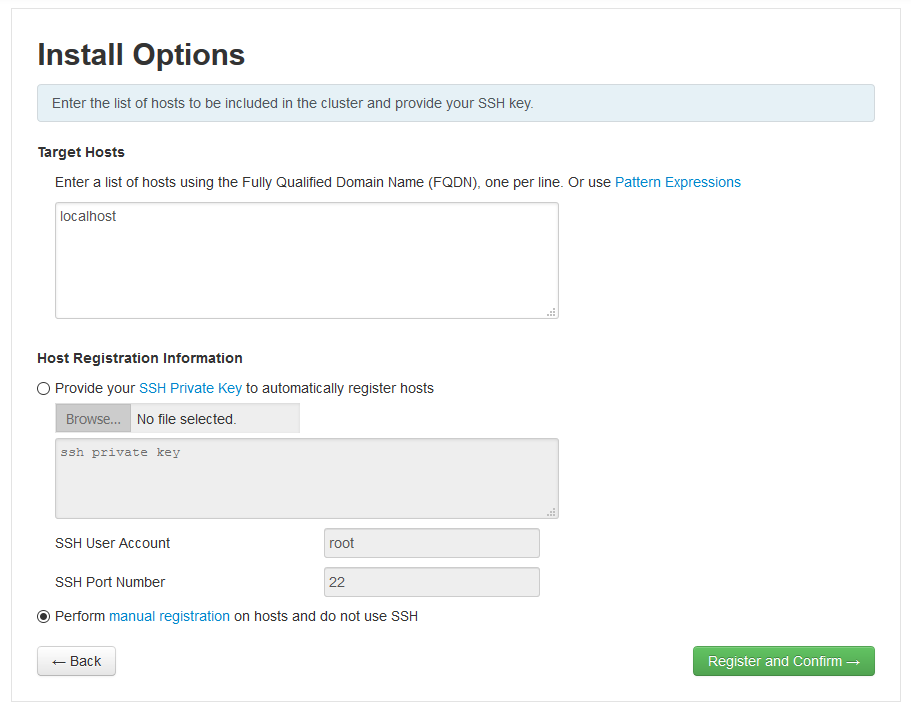 Install Options
Enter the list of hosts to be included in the cluster and provide your SSH key.
Target Hosts
Enter a list of hosts using the Fully Qualified Domain Name (FQDN), one per line. Or use Pattern Expressions
localhost
Host Registration Information
Provide your SSH Private Key to automatically register hosts
Browse... No file selected.
ssh private key
SSH User Account root
SSH Port Number 22
Perform manual registration on hosts and do not use SSH
← Back Register and Confirm →